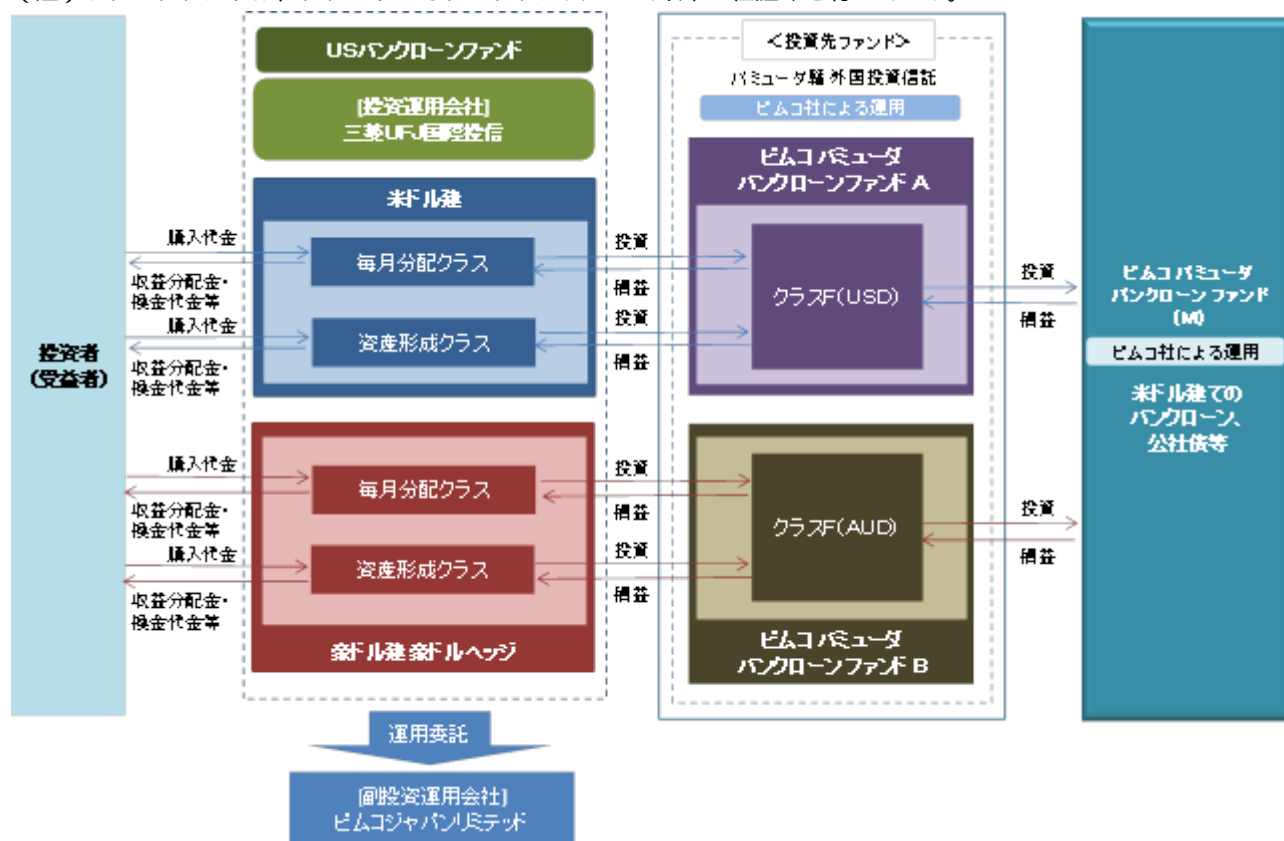 USバンクローンファンド
[投資運用会社]
三菱UFJ国際投信
＜投資先ファンド＞
バミューダ籍 外国投資信託
ピムコ社による運用
米ドル建
毎月分配クラス
資産形成クラス
ピムコ バミューダ
バンクローンファンド A
クラスF(USD)
購入代金
収益分配金・
換金代金等
購入代金
収益分配金・
換金代金等
投資
損益
投資
損益
投資
損益
投資者
(受益者)
ピムコ バミューダ
バンクローン ファンド
(M)
ピムコ社による運用
米ドル建ての
バンクローン、
公社債等
購入代金
収益分配金・
換金代金等
購入代金
収益分配金・
換金代金等
毎月分配クラス
資産形成クラス
豪ドル建 豪ドルヘッジ
投資
損益
投資
損益
クラスF(AUD)
ピムコ バミューダ
バンクローンファンド B
投資
損益
運用委託
[副投資運用会社]
ピムコジャパンリミテッド